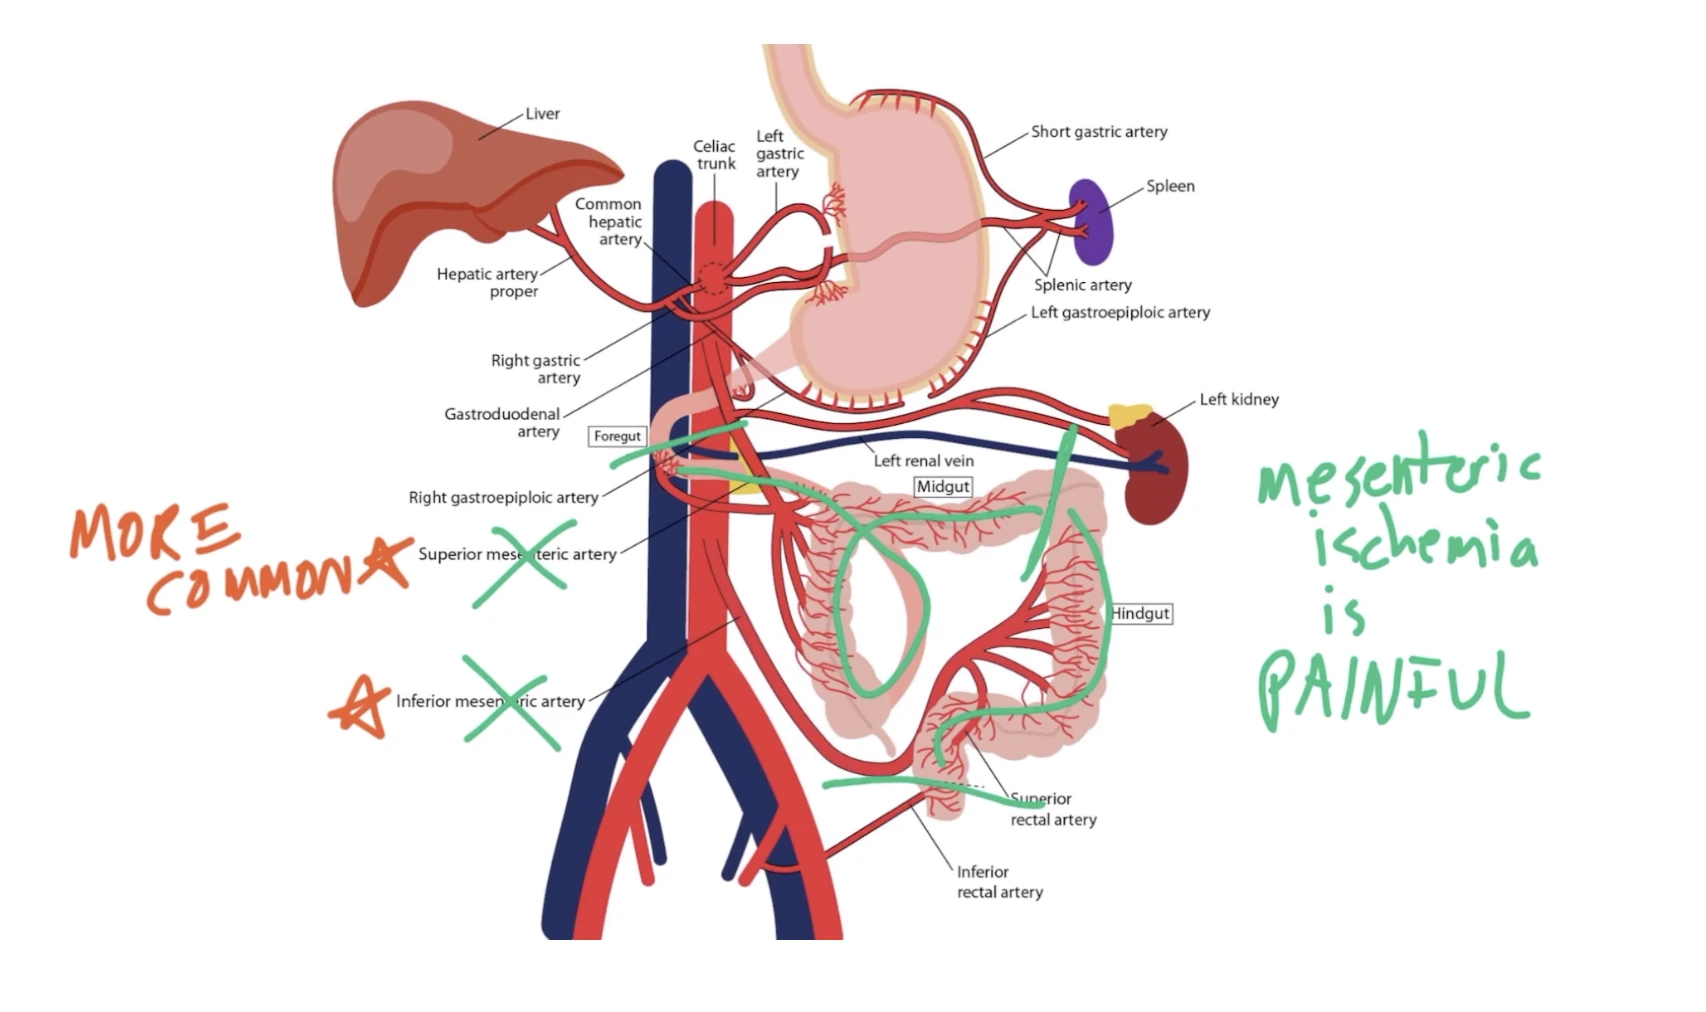 Liver
Celiac
trunk
Left
gastric
artery
Short gastric artery
Spleen
Common
hepatic
artery
Hepatic artery
proper
Splenic artery
Left gastroepiploic artery
Right gastric
artery
Gastroduodenal
artery
Foregut
Left kidney
Left renal vein
Midgut
Right gastroepiploic artery
Superior mesenteric artery
MORE
COMMON
Hindgut
Inferior mesenteric artery
mesenteric
ischemia
is
PAINFUL
Superior
rectal artery
Inferior
rectal artery